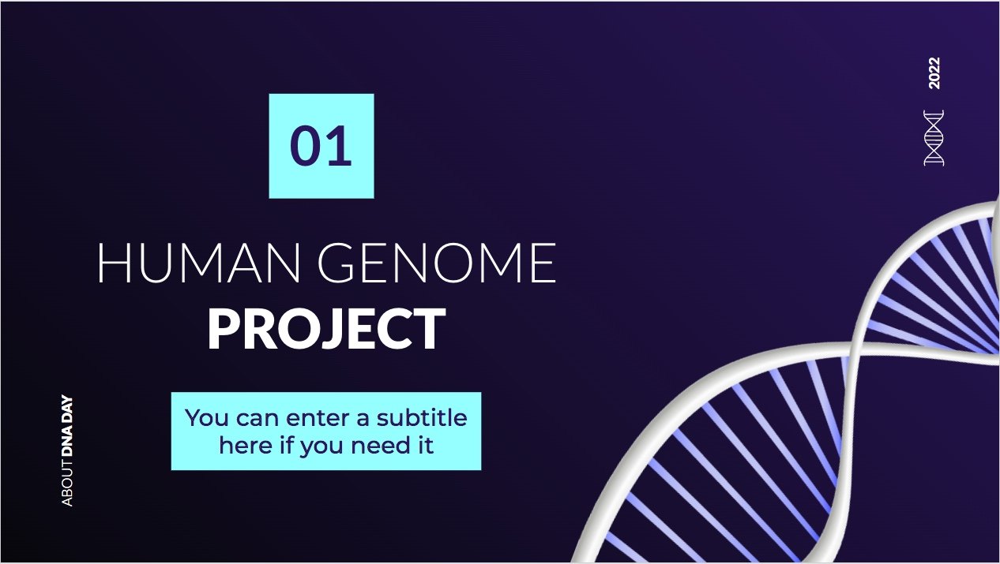 2022
01
HUMAN GENOME
PROJECT
You can enter a subtitle
here if you need it
ABOUT DNA DAY